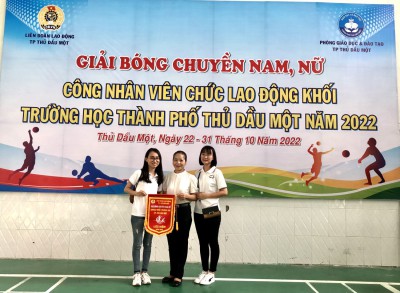 LIÊN ĐOÀN LAO ĐỘNG
TP THỦ DẦU MỘT
PHÒNG GIÁO DỤC & ĐÀO TẠO
TP THỦ DẦU MỘT
GIẢI BÓNG CHUYỀN NAM, NỮ
CÔNG NHÂN VIÊN CHỨC LAO ĐỘNG KHỐI
TRƯỜNG HỌC THÀNH PHỐ THỦ DẦU MỘT NĂM 2022
Thủ Dầu Một, Ngày 22 - 31 Tháng 10 Năm 2022